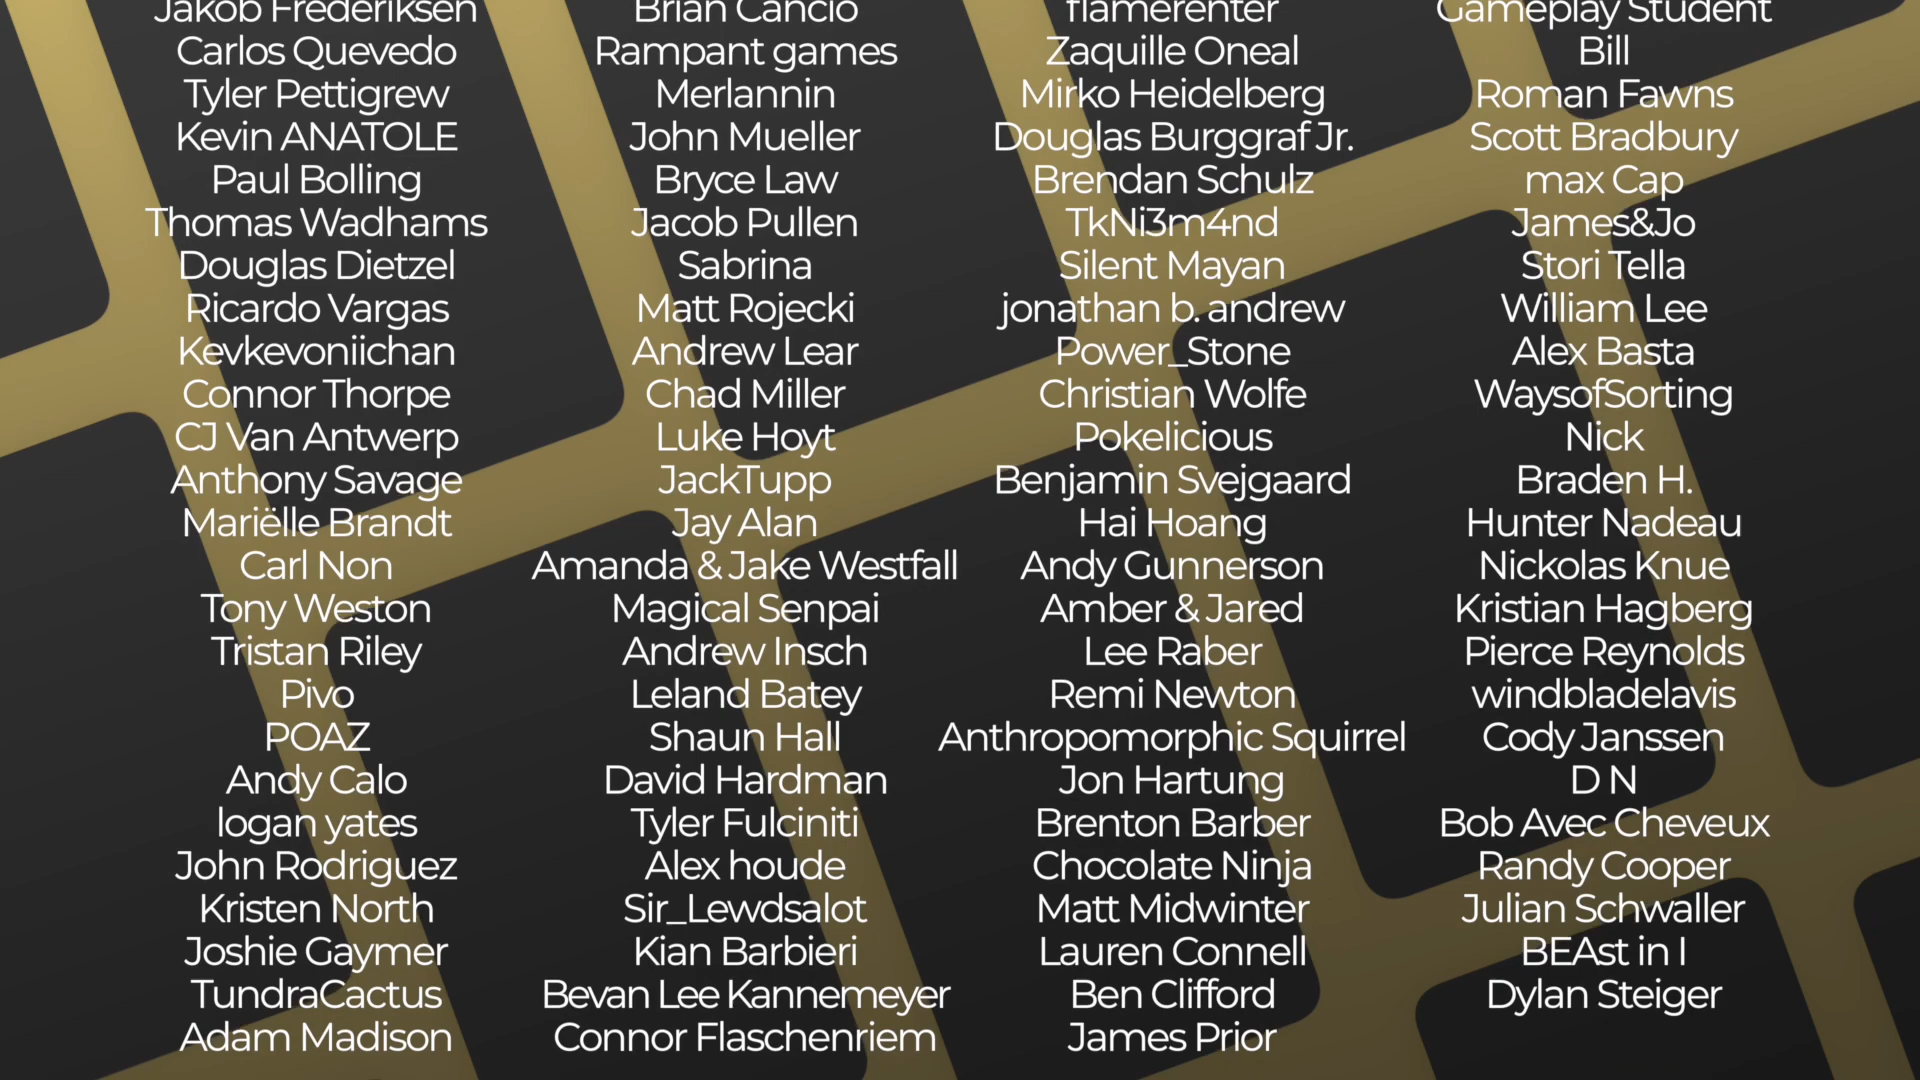 Jakob Frederiksen
Carlos Quevedo
Tyler Pettigrew
Kevin ANATOLE
Paul Bolling
Thomas Wadhams
Douglas Dietzel
Ricardo Vargas
Kevkevoniichan
Connor Thorpe
CJ Van Antwerp
Anthony Savage
Mariëlle Brandt
Carl Non
Tony Weston
Tristan Riley
Pivo
POAZ
Andy Calo
logan yates
John Rodriguez
Kristen North
Joshie Gaymer
TundraCactus
Adam Madison
Brian Cancio
Rampant games
Merlannin
John Mueller
Bryce Law
Jacob Pullen
Sabrina
Matt Rojecki
Andrew Lear
Chad Miller
Luke Hoyt
JackTupp
Jay Alan
Amanda & Jake Westfall
Magical Senpai
Andrew Insch
Leland Batey
Shaun Hall
David Hardman
Tyler Fulciniti
Alex houde
Sir_Lewdsalot
Kian Barbieri
Bevan Lee Kannemeyer
Connor Flaschenriem
flamerenter
Zaquille Oneal
Mirko Heidelberg
Douglas Burggraf Jr.
Brendan Schulz
TkNi3m4nd
Silent Mayan
jonathan b. andrew
Power_Stone
Christian Wolfe
Pokelicious
Benjamin Svejgaard
Hai Hoang
Andy Gunnerson
Amber & Jared
Lee Raber
Remi Newton
Anthropomorphic Squirrel
Jon Hartung
Brenton Barber
Chocolate Ninja
Matt Midwinter
Lauren Connell
Ben Clifford
James Prior
Gameplay Student
Bill
Roman Fawns
Scott Bradbury
max Cap
James&Jo
Stori Tella
William Lee
Alex Basta
WaysofSorting
Nick
Braden H.
Hunter Nadeau
Nickolas Knue
Kristian Hagberg
Pierce Reynolds
windbladelavis
Cody Janssen
D N
Bob Avec Cheveux
Randy Cooper
Julian Schwaller
BEAst in I
Dylan Steiger